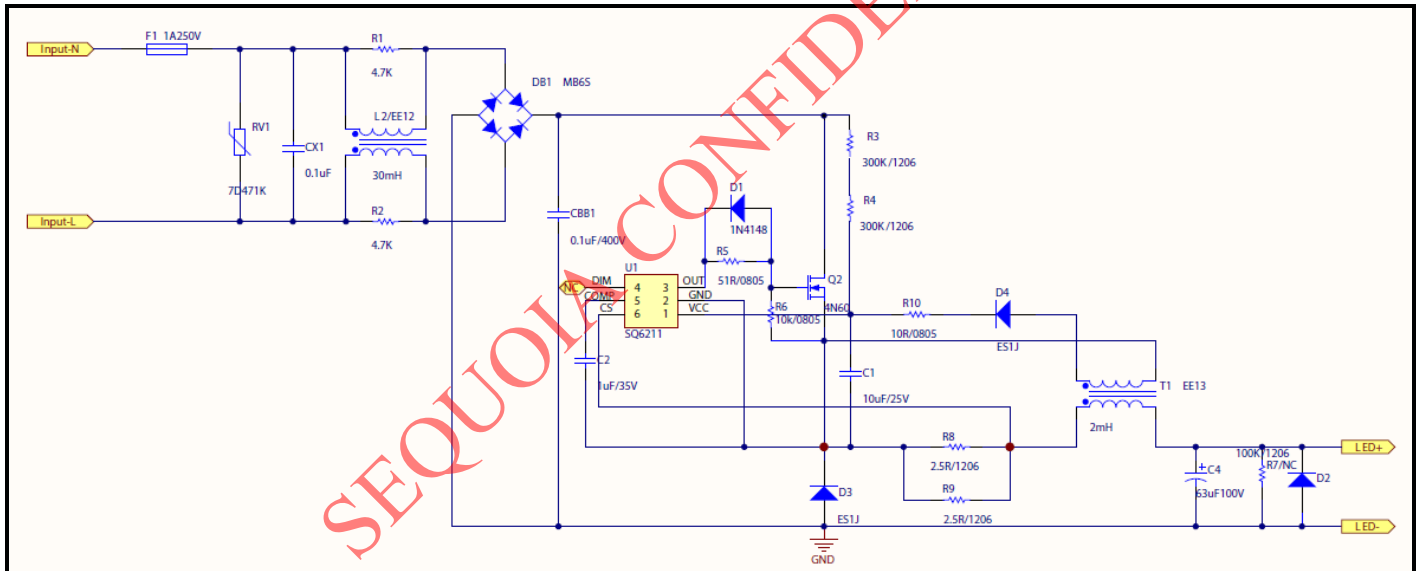 F1 1A250V
Input-N
R1
4.7K
DB1 MB6S
L2/EE12
RV1
CX1
0.1uF
30mH
7D471K
R2
4.7K
Input-L
CBB1
0.1uF/400V
R3
300K/1206
R4
300K/1206
D1
1N4148
R5
51R/0805
U1
NC
DIM
4
3
OUT
COMP
5
2
GND
CS
6
1
VCC
SQ6211
Q2
4N60
R6
10k/0805
R10
10R/0805
D4
ES1J
C2
1uF/35V
C1
10uF/25V
T1 EE13
2mH
R8
2.5R/1206
R9
2.5R/1206
D3
ES1J
GND
C4
63uF100V
100K/1206
R7/NC
D2
LED+
LED-
SEQUOIA CONFIDE